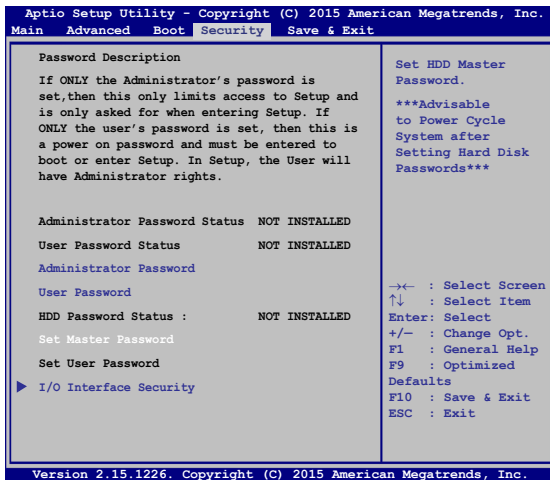 Aptio Setup Utility - Copyright (C) 2015 American Megatrends, Inc.
Main Advanced Boot Security Save & Exit
Password Description
If ONLY the Administrator's password is
set,then this only limits access to Setup and
is only asked for when entering Setup. If
ONLY the user's password is set, then this is
a power on password and must be entered to
boot or enter Setup. In Setup, the User will
have Administrator rights.
Administrator Password Status NOT INSTALLED
User Password Status NOT INSTALLED
Administrator Password
User Password
HDD Password Status : NOT INSTALLED
Set Master Password
Set User Password
I/O Interface Security
Set HDD Master
Password.
***Advisable
to Power Cycle
System after
Setting Hard Disk
Passwords***
→← : Select Screen
↑↓ : Select Item
Enter: Select
+/— : Change Opt.
F1 : General Help
F9 : Optimized
Defaults
F10 : Save & Exit
ESC : Exit
Version 2.15.1226. Copyright (C) 2015 American Megatrends, Inc.